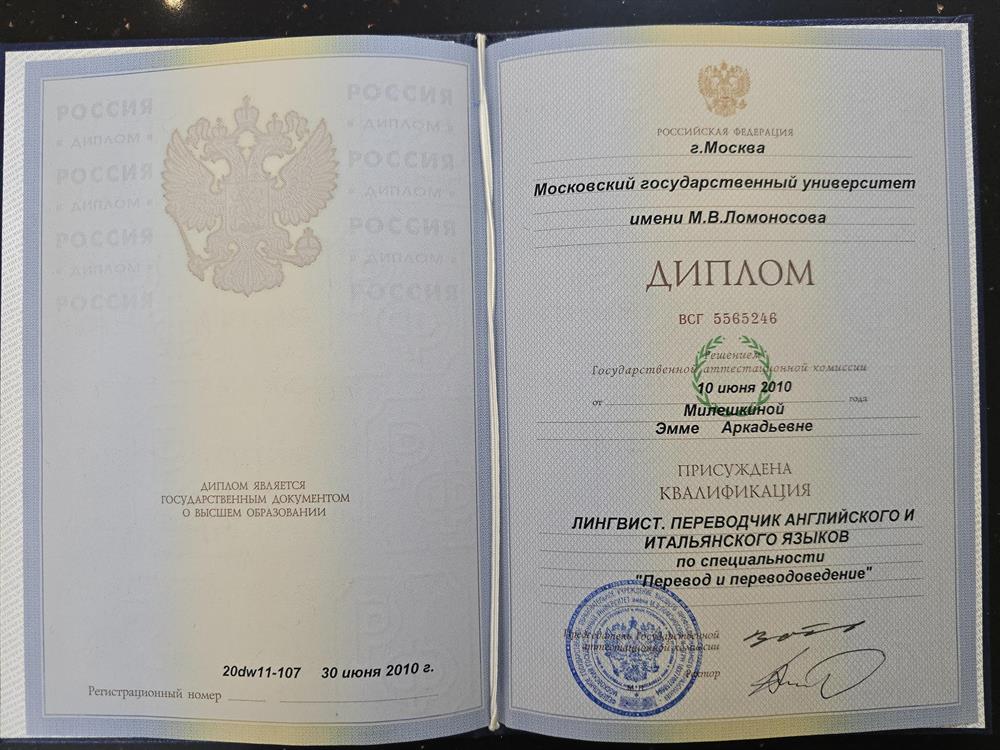 РОССИЯ
« ДИПЛОМ »
РОССИЯ
« ДИПЛОМ »
РОССИЯ
« ДИПЛОМ »
РОССИЯ
РОССИЯ
« ДИПЛОМ »
РОССИЯ
« ДИПЛОМ »
РОССИЯ
« ДИПЛОМ »
РОССИЯ
ДИПЛОМ ЯВЛЯЕТСЯ
ГОСУДАРСТВЕННЫМ ДОКУМЕНТОМ
О ВЫСШЕМ ОБРАЗОВАНИИ
20dw11-107 30 июня 2010 г.
Регистрационный номер
РОССИЙСКАЯ ФЕДЕРАЦИЯ
г.Москва
Московский государственный университет
имени М.В.Ломоносова
ДИПЛОМ
ВСГ 5565246
Решением
Государственной аттестационной комиссии
10 июня 2010
от года
Милешкиной
Эмме Аркадьевне
ПРИСУЖДЕНА
КВАЛИФИКАЦИЯ
ЛИНГВИСТ. ПЕРЕВОДЧИК АНГЛИЙСКОГО И
ИТАЛЬЯНСКОГО ЯЗЫКОВ
по специальности
"Перевод и переводоведение"
Председатель Государственной
аттестационной комиссии
Ректор